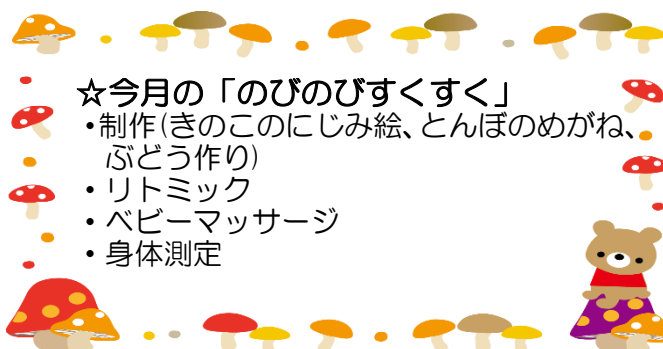 ☆今月の「のびのびすくすく」
・制作(きのこのにじみ絵、とんぼのめがね、
ぶどう作り)
・リトミック
・ベビーマッサージ
・身体測定